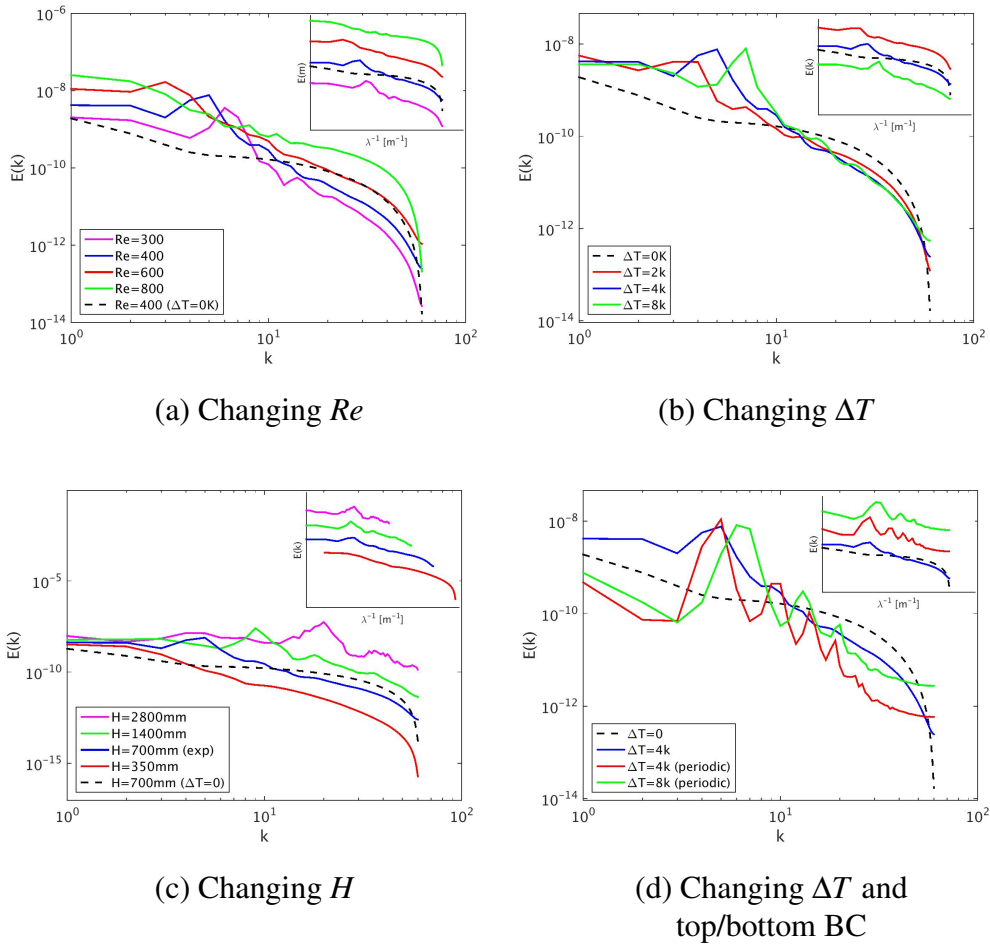 10^-6
10^-8
10^-10
10^-12
10^-14
E(k)
10^0
10^1
10^2
k
E(m)
λ^-1 [m^-1]
Re=300
Re=400
Re=600
Re=800
Re=400 (ΔT=0K)
(a) Changing Re
10^-8
10^-10
10^-12
10^-14
E(k)
10^0
10^1
10^2
k
E(k)
λ^-1 [m^-1]
ΔT=0K
ΔT=2k
ΔT=4k
ΔT=8k
(b) Changing ΔT
10^-5
10^-10
10^-15
E(k)
10^0
10^1
10^2
k
E(k)
λ^-1 [m^-1]
H=2800mm
H=1400mm
H=700mm (exp)
H=350mm
H=700mm (ΔT=0)
(c) Changing H
10^-8
10^-10
10^-12
10^-14
E(k)
10^0
10^1
10^2
k
E(k)
λ^-1 [m^-1]
ΔT=0
ΔT=4k
ΔT=4k (periodic)
ΔT=8k (periodic)
(d) Changing ΔT and
top/bottom BC